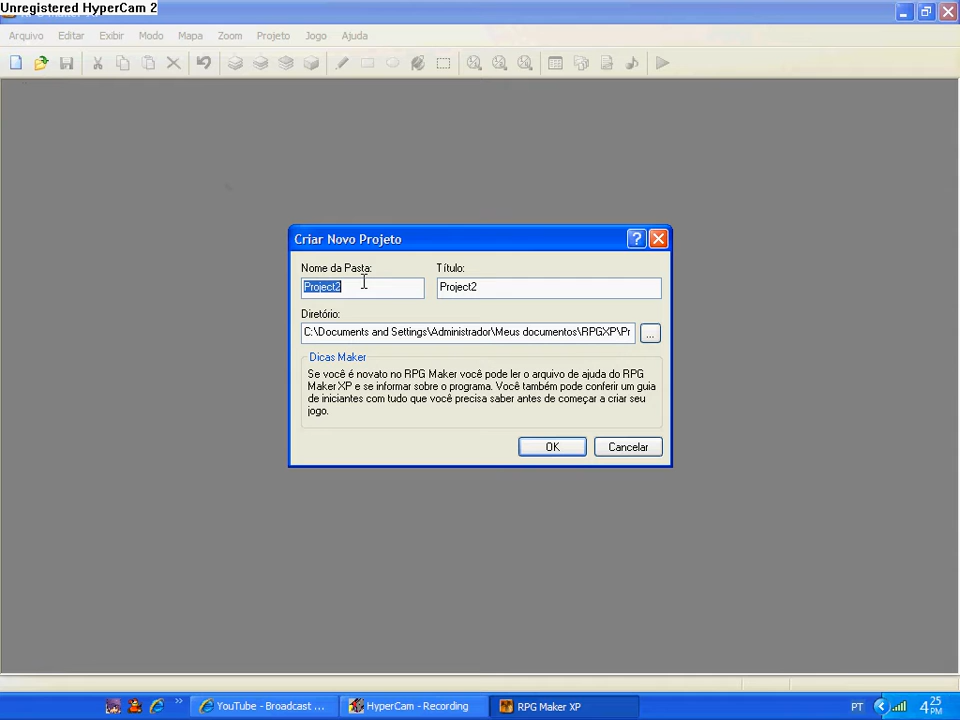 Unregistered HyperCam 2
Arquivo Editar Exibir Modo Mapa Zoom Projeto Jogo Ajuda
Criar Novo Projeto
Nome da Pasta: Título:
Project2 Project2
Diretório:
C:\Documents and Settings\Administrador\Meus documentos\RPGXP\Pr ...
Dicas Maker
Se você é novato no RPG Maker você pode ler o arquivo de ajuda do RPG
Maker XP e se informar sobre o programa. Você também pode conferir um guia
de iniciantes com tudo que você precisa saber antes de começar a criar seu
jogo.
OK Cancelar
YouTube - Broadcast ... HyperCam - Recording RPG Maker XP PT 4 25 PM